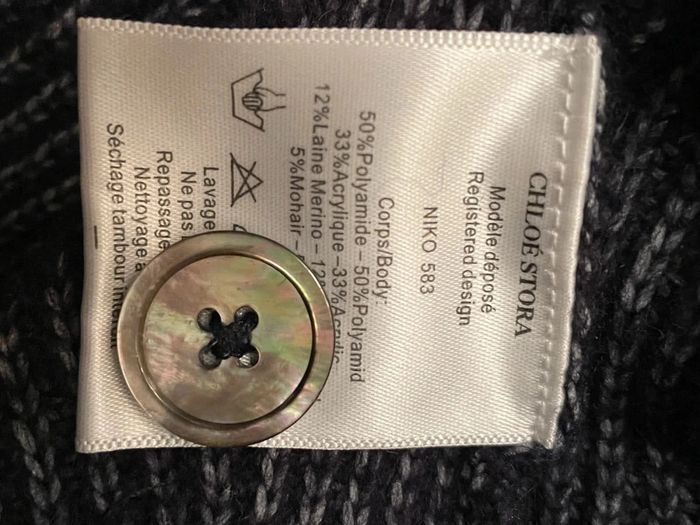 CHLOÉ STORA
Modèle déposé
Registered design
NIKO 583
Corps/Body:
50%Polyamide – 50%Polyamid
33%Acrylique –33%Acrylic
12%Laine Merino – 12%
5%Mohair –
Lavage
Ne pas
Repassage
Nettoyage à
Séchage tambour